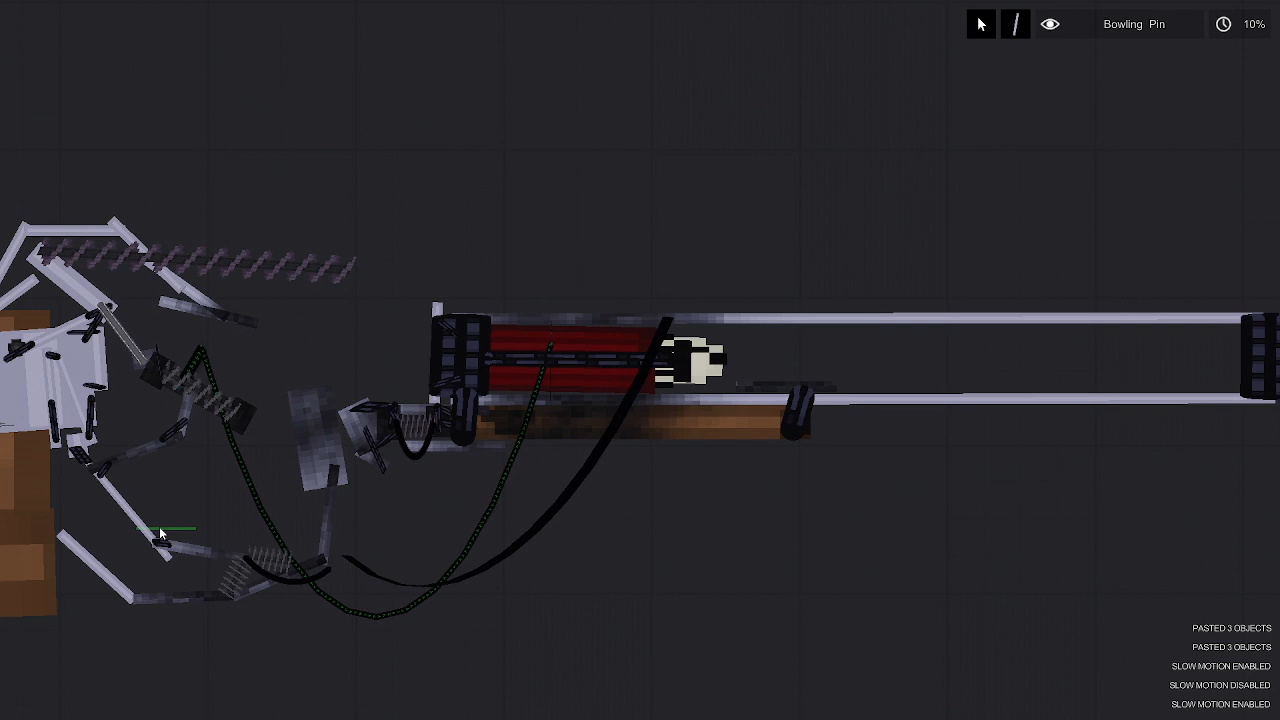 Bowling Pin
10%
PASTED 3 OBJECTS
PASTED 3 OBJECTS
SLOW MOTION ENABLED
SLOW MOTION DISABLED
SLOW MOTION ENABLED